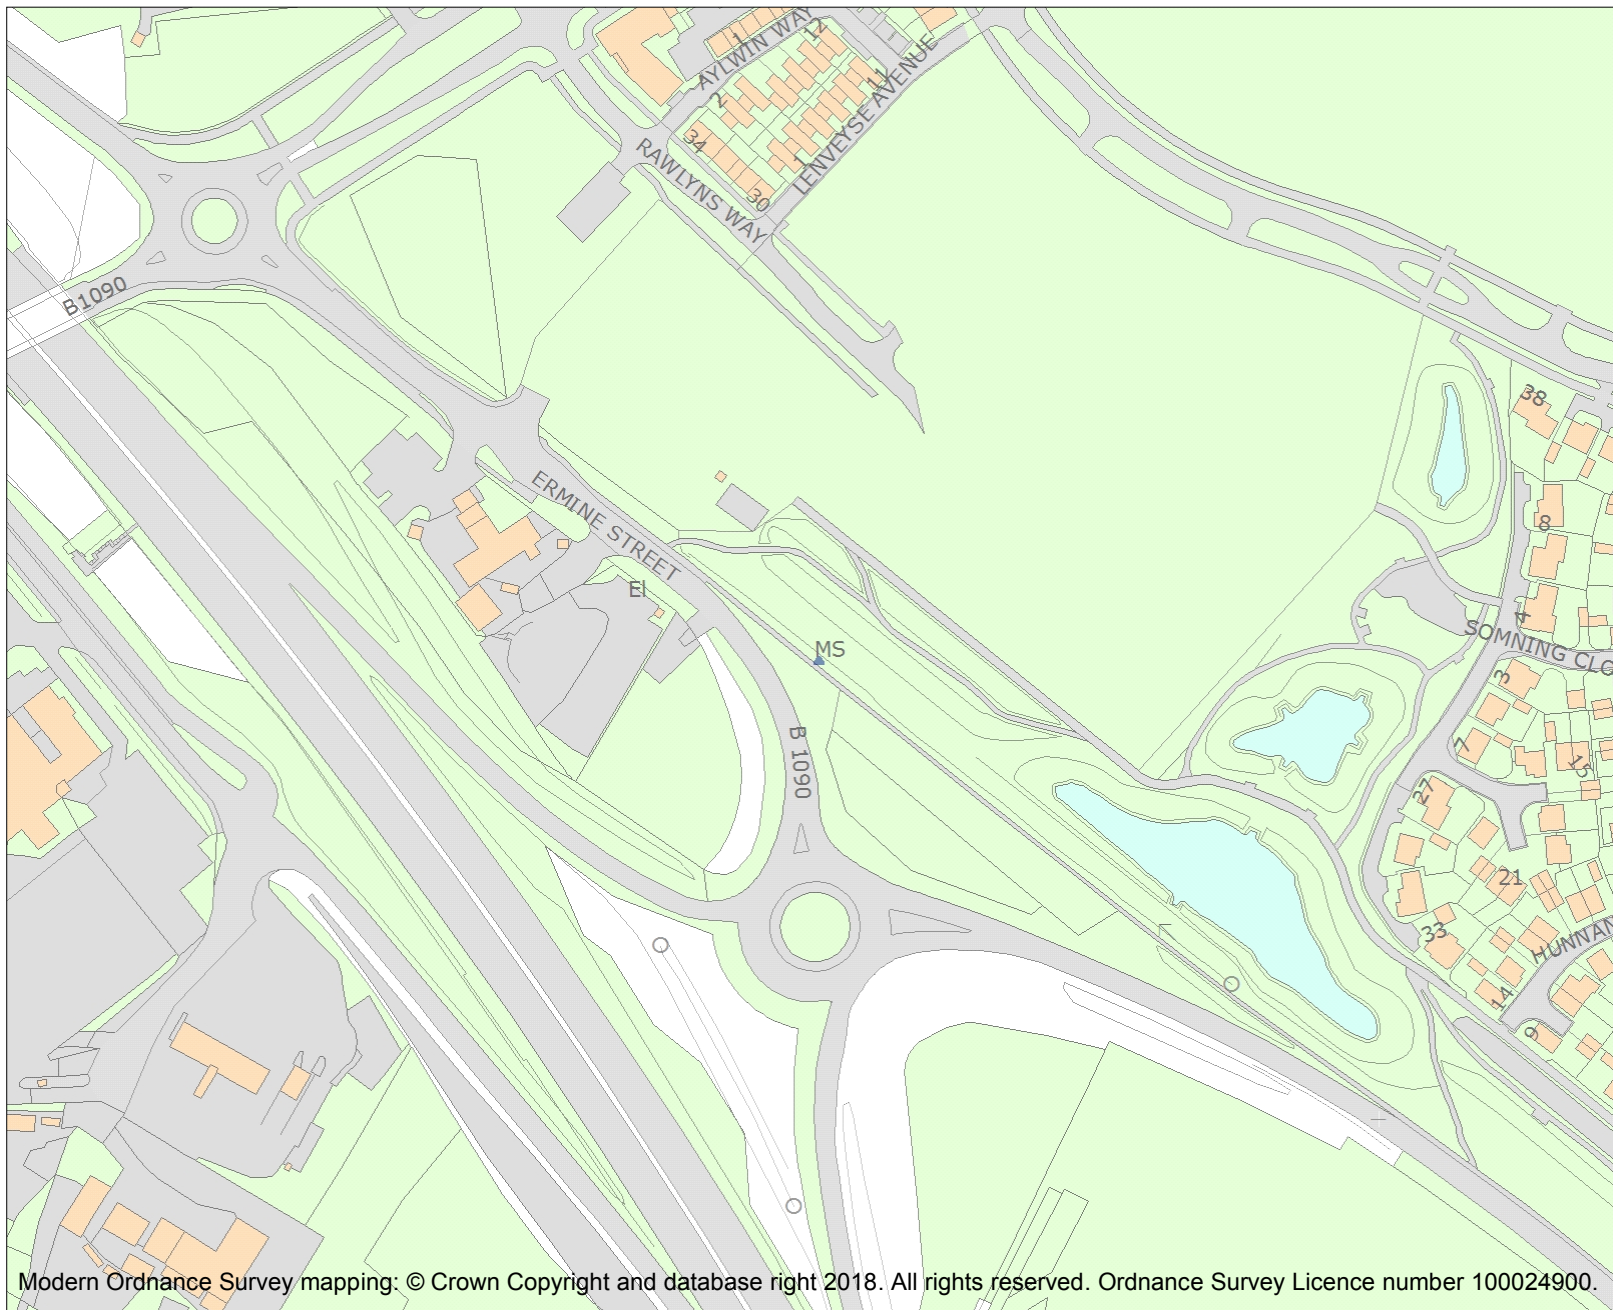 AYLWIN WAY
1
12
2
11
LENVEYSE AVENUE
34
RAWLYNS WAY
1
30
B1090
38
ERMINE STREET
8
El
4
SOMNING CLO
MS
3
B 1090
7
15
27
21
33
HUNNAN
14
9
Modern Ordnance Survey mapping: © Crown Copyright and database right 2018. All rights reserved. Ordnance Survey Licence number 100024900.